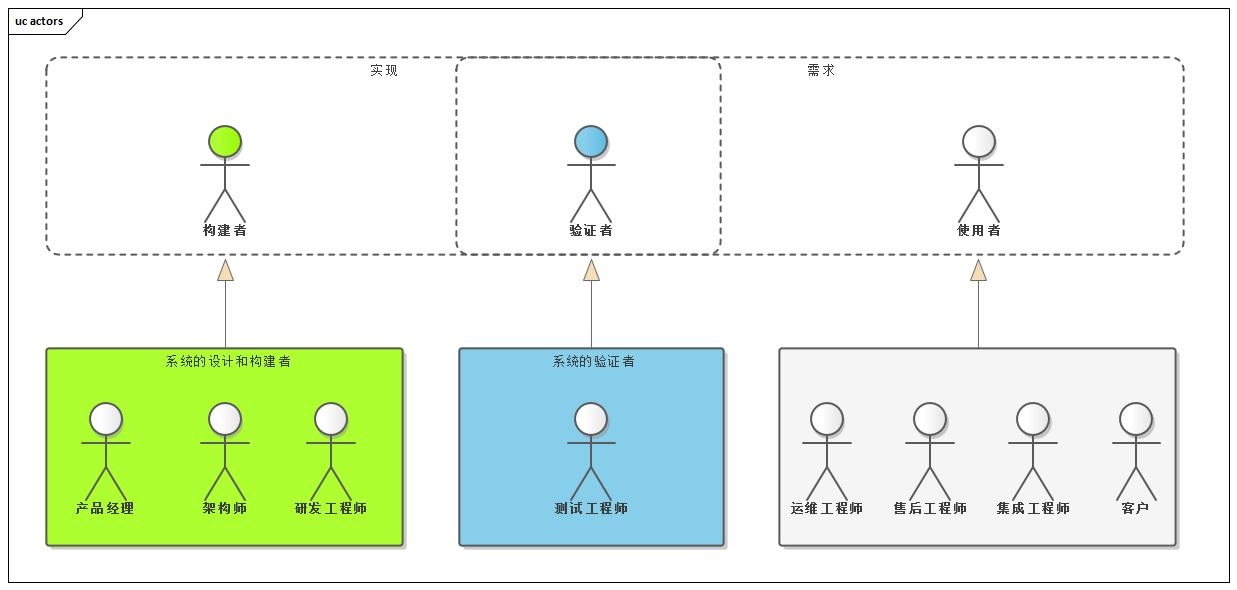 uc actors
实现
需求
构建者
验证者
使用者
系统的设计和构建者
系统的验证者
产品经理
架构师
研发工程师
测试工程师
运维工程师
售后工程师
集成工程师
客户